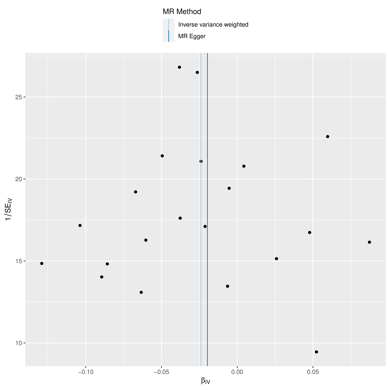 MR Method
Inverse variance weighted
MR Egger
25
20
15
10
1/SE_IV
−0.10
−0.05
0.00
0.05
β_IV